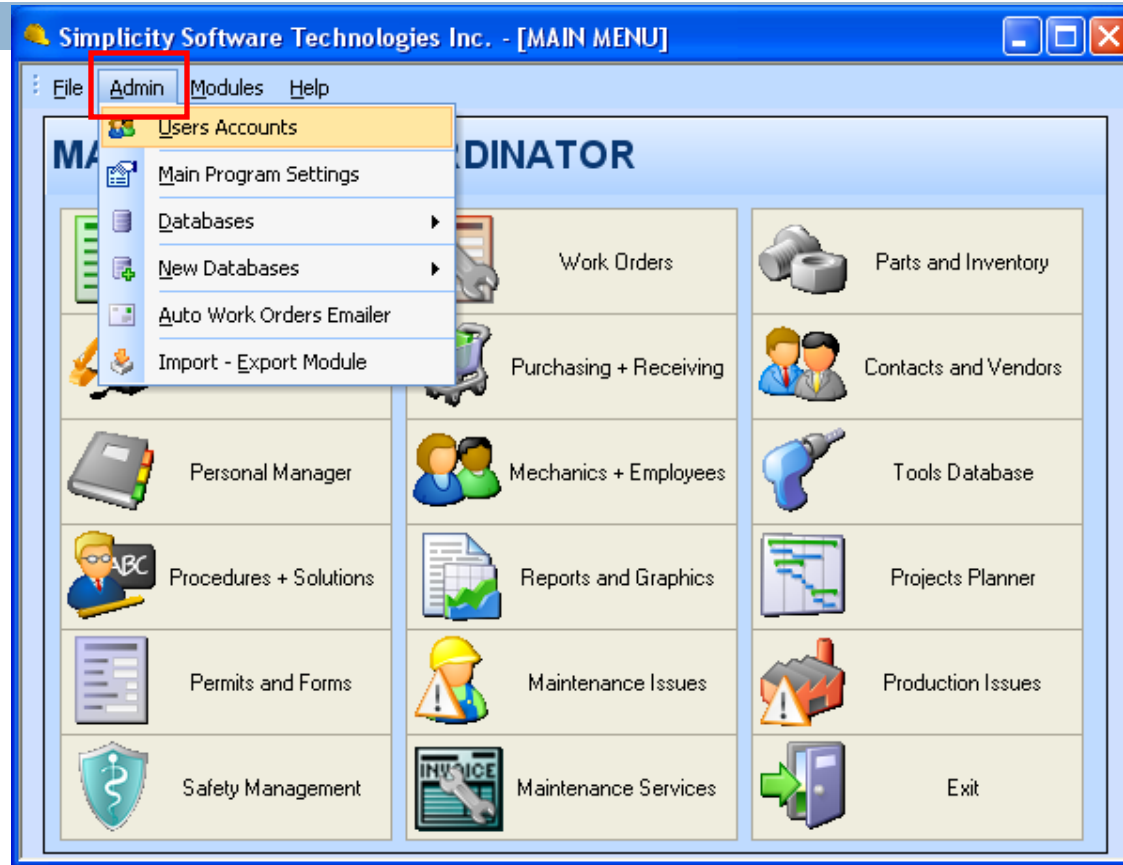 Simplicity Software Technologies Inc. - [MAIN MENU]
File Admin Modules Help
Users Accounts
Main Program Settings
Databases
New Databases
Auto Work Orders Emailer
Import - Export Module
MA DINATOR
Work Orders
Parts and Inventory
Purchasing + Receiving
Contacts and Vendors
Personal Manager
Mechanics + Employees
Tools Database
ABC
Procedures + Solutions
Reports and Graphics
Projects Planner
Permits and Forms
Maintenance Issues
Production Issues
Safety Management
INVOICE
Maintenance Services
Exit